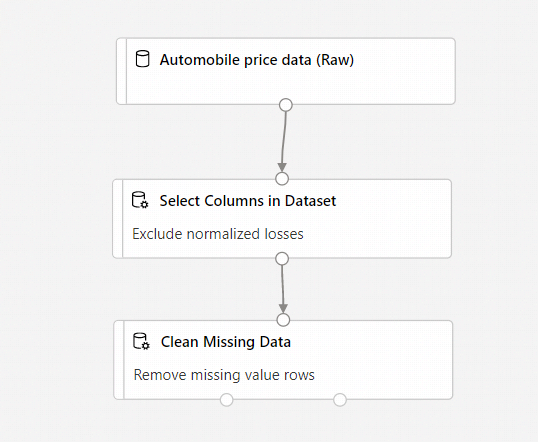 Automobile price data (Raw)
Select Columns in Dataset
Exclude normalized losses
Clean Missing Data
Remove missing value rows